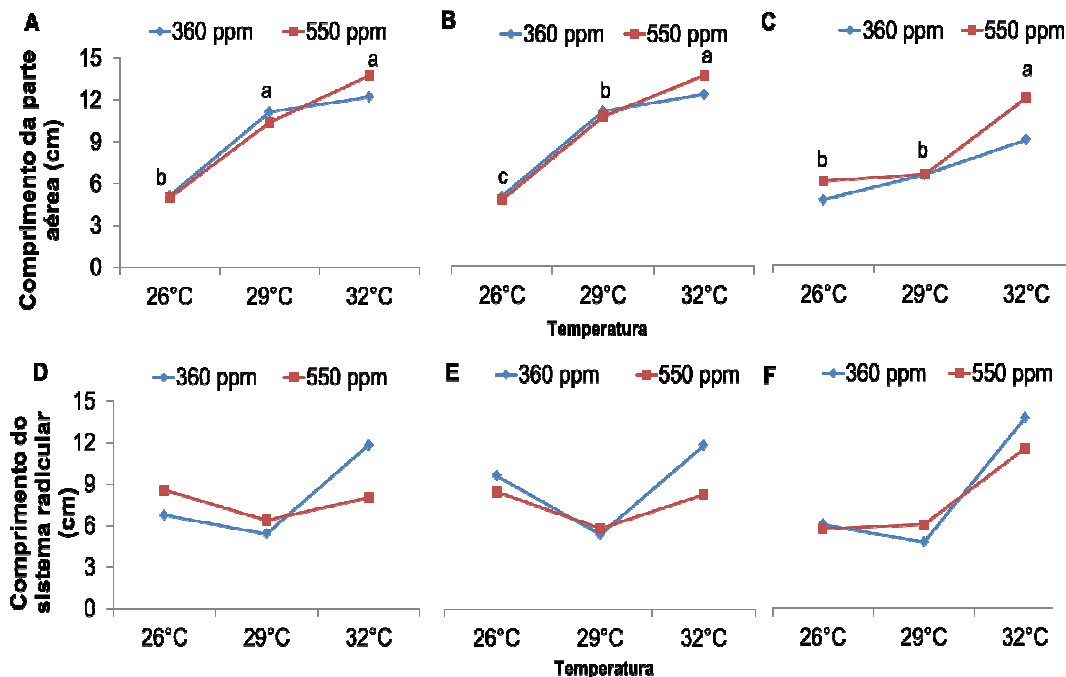 A
360 ppm
550 ppm
B
360 ppm
550 ppm
C
360 ppm
550 ppm
Comprimento da parte
aérea (cm)
15
12
9
6
3
0
b
a
a
c
b
a
b
b
a
26°C
29°C
32°C
26°C
29°C
32°C
26°C
29°C
32°C
Temperatura
D
360 ppm
550 ppm
E
360 ppm
550 ppm
F
360 ppm
550 ppm
Comprimento do
sistema radicular
(cm)
15
12
9
6
3
0
26°C
29°C
32°C
26°C
29°C
32°C
26°C
29°C
32°C
Temperatura